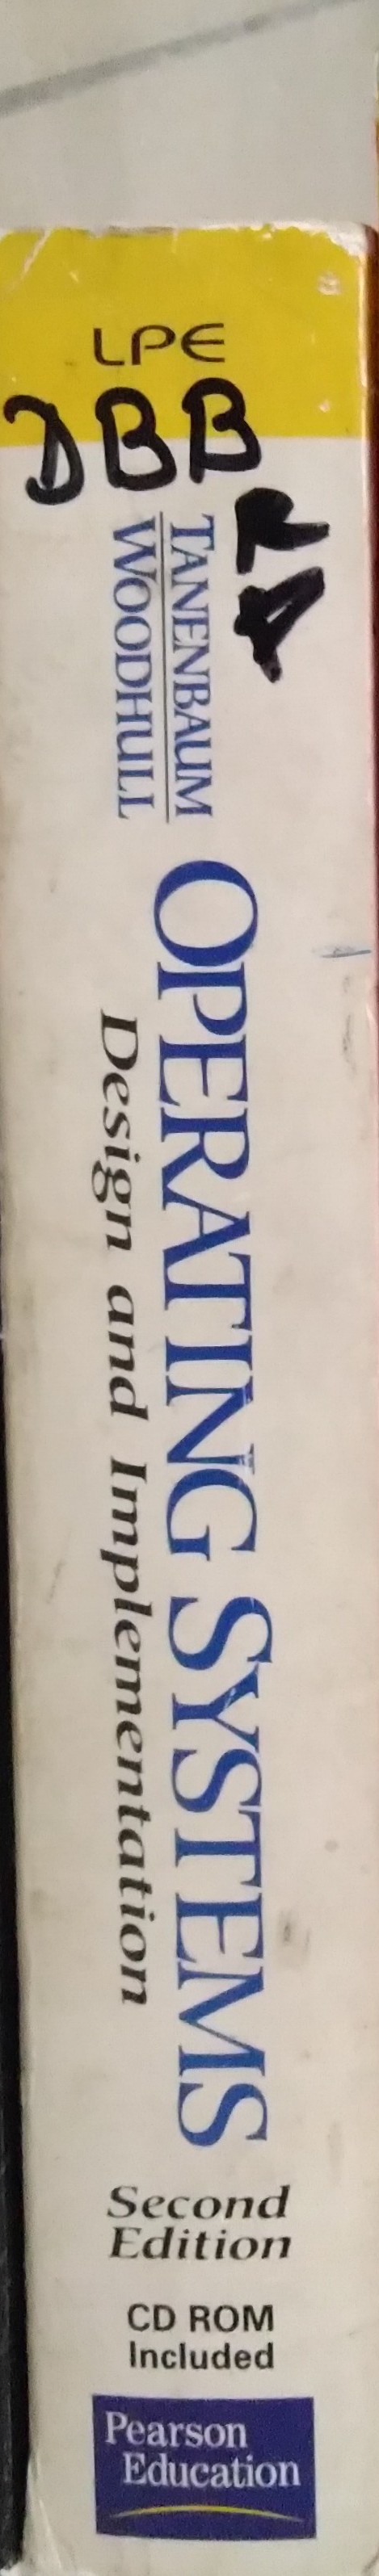 LPE
DBB
TANENBAUM
WOODHULL
OPERATING SYSTEMS
Design and Implementation
Second
Edition
CD ROM
Included
Pearson
Education